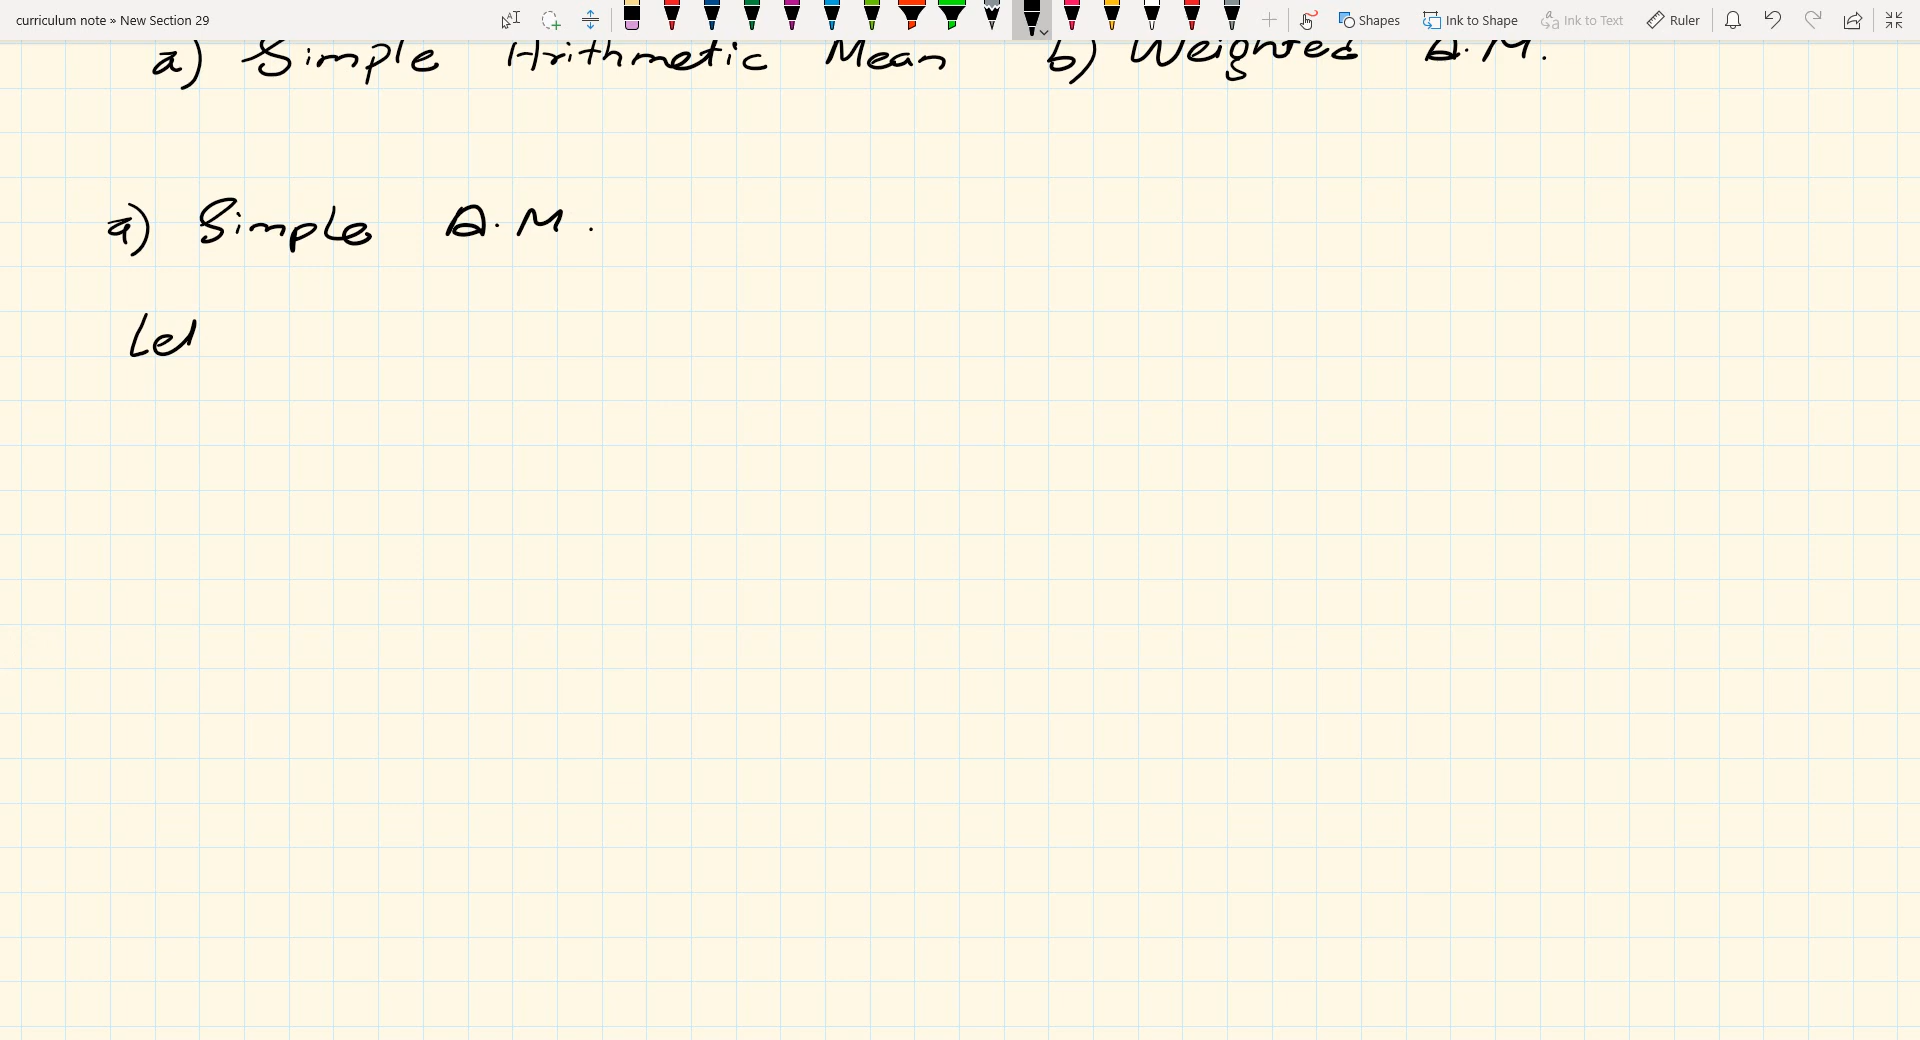 curriculum note » New Section 29 Shapes Ink to Shape Ink to Text Ruler
a) Simple Arithmetic Mean b) Weighted A.M.
a) Simple A.M.
Let